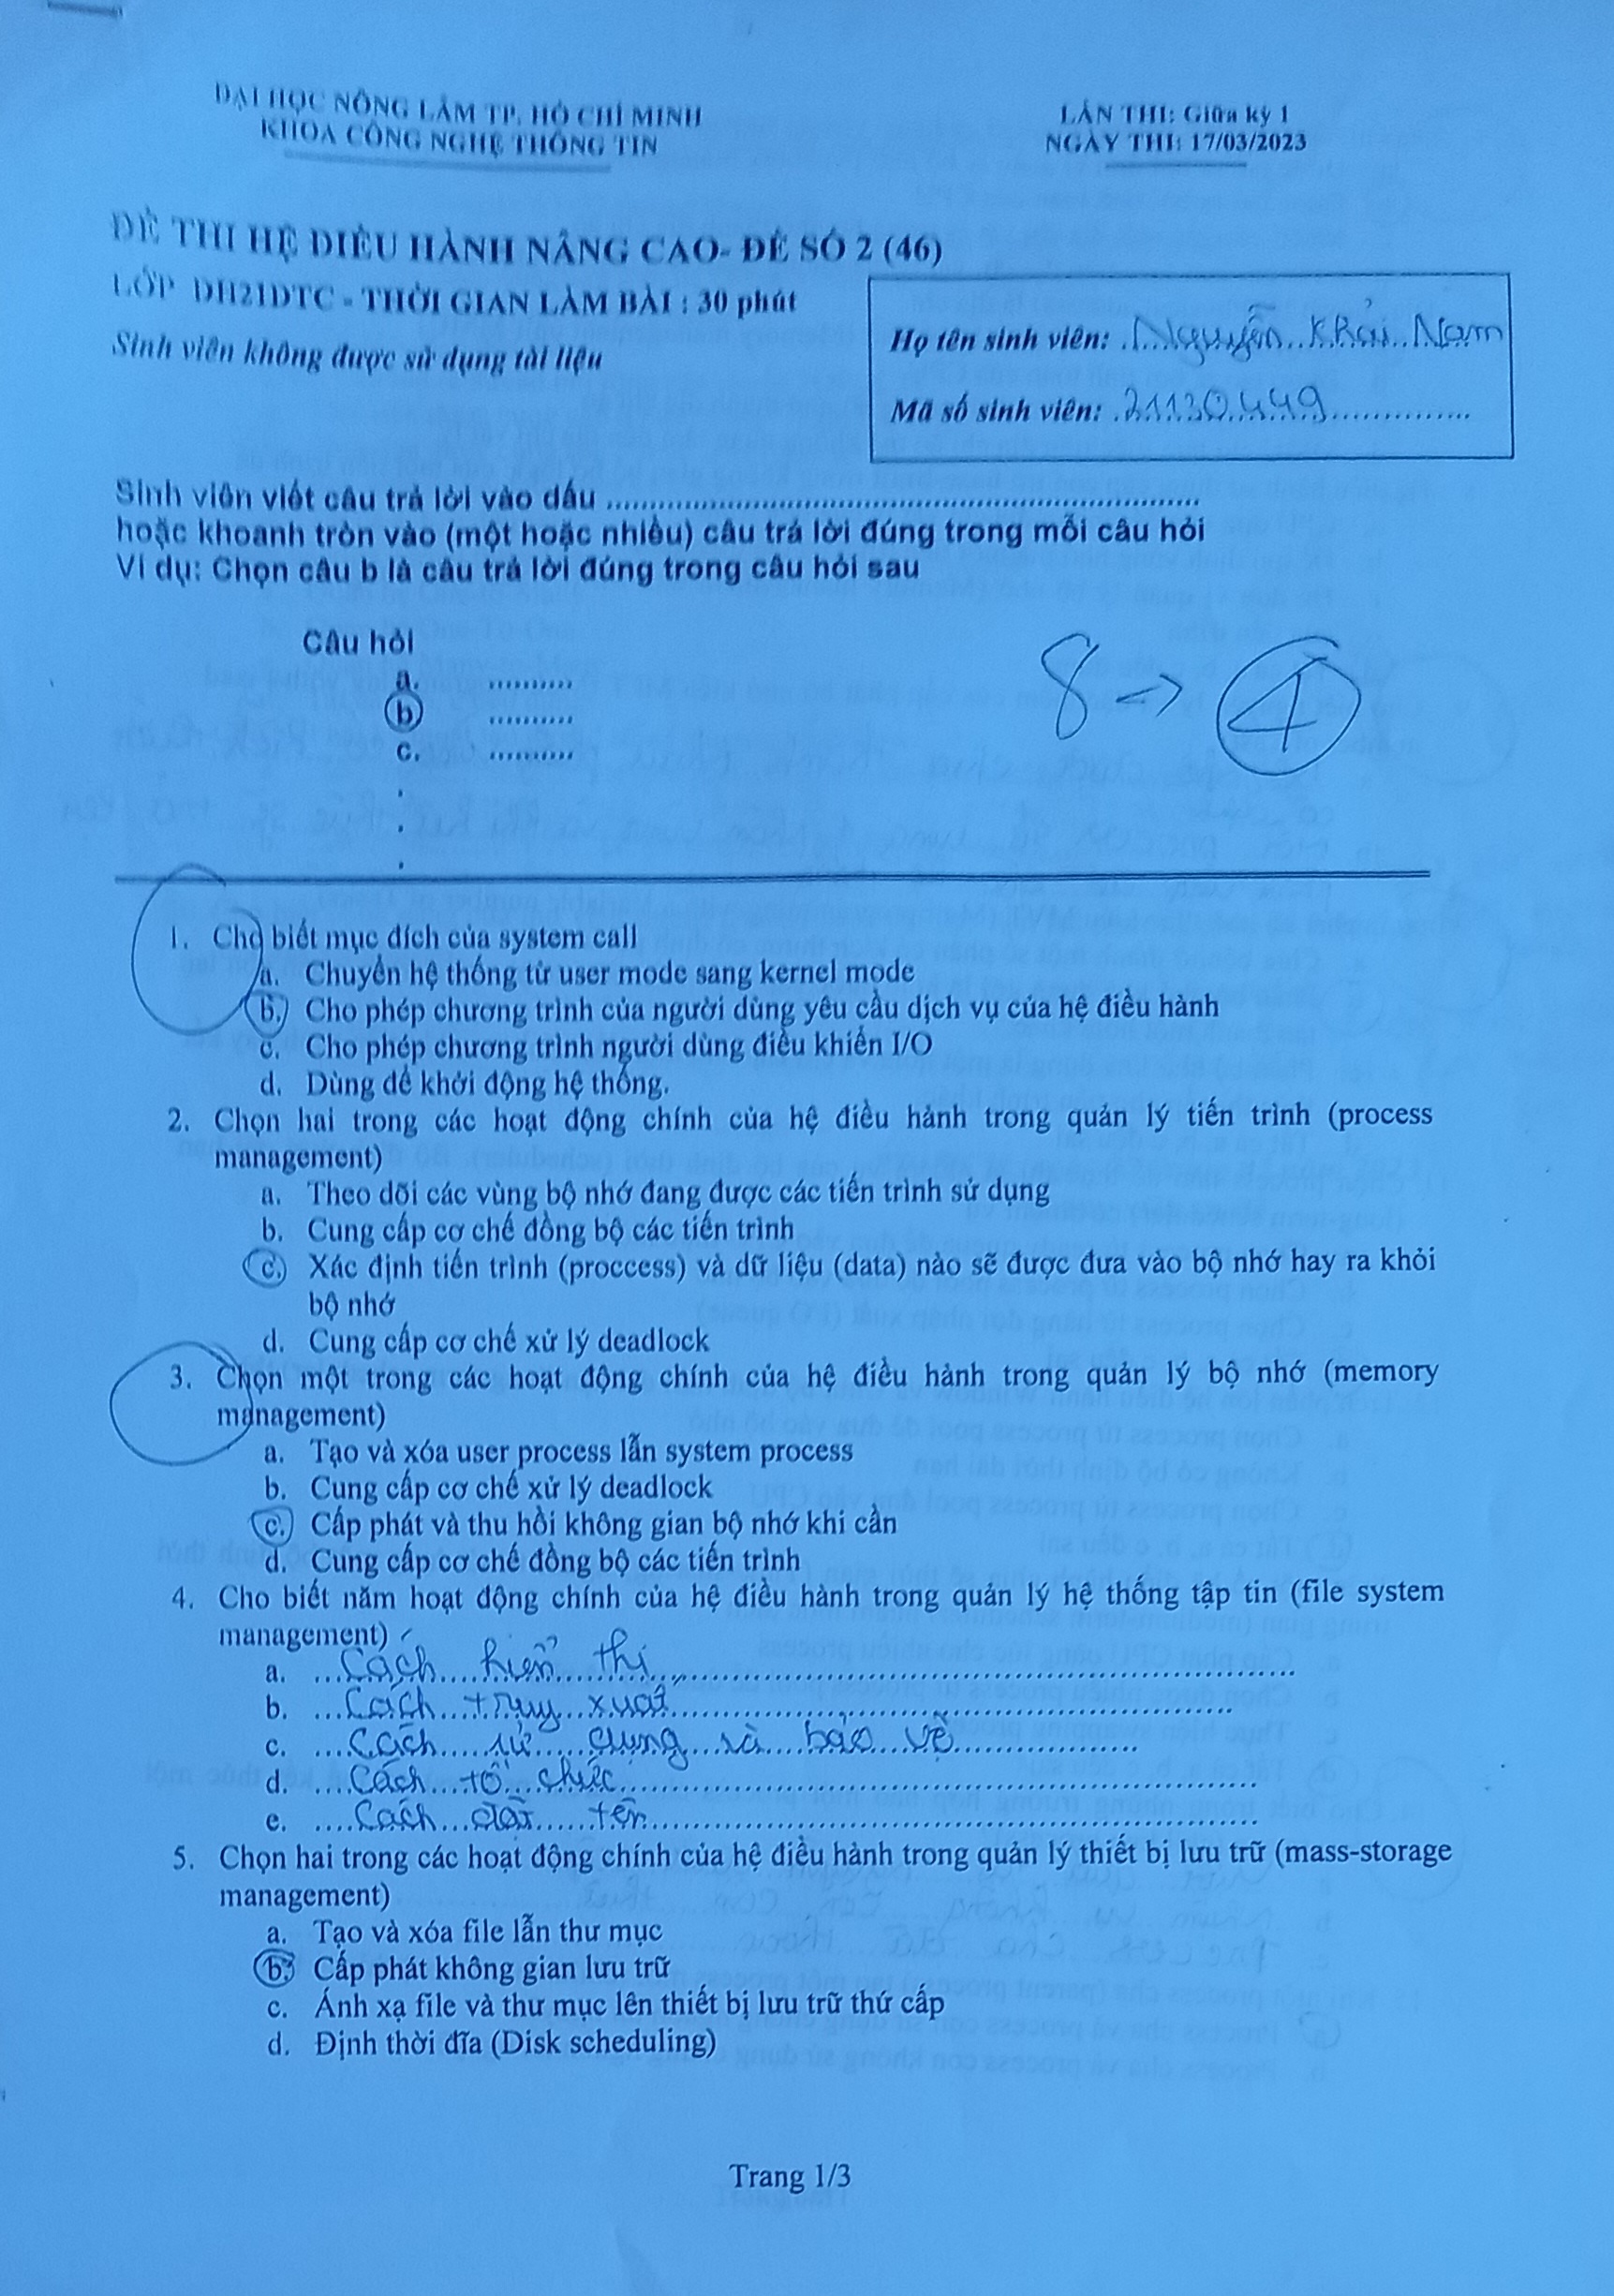 ĐẠI HỌC NÔNG LÂM TP. HỒ CHÍ MINH
KHOA CÔNG NGHỆ THÔNG TIN
LẦN THI: Giữa kỳ 1
NGÀY THI: 17/03/2023
ĐỀ THI HỆ ĐIỀU HÀNH NÂNG CAO- ĐỀ SỐ 2 (46)
LỚP DH21DTC - THỜI GIAN LÀM BÀI : 30 phút
Sinh viên không được sử dụng tài liệu
Họ tên sinh viên: Nguyễn Khải Nam
Mã số sinh viên: 21130449
Sinh viên viết câu trả lời vào dấu ..........
hoặc khoanh tròn vào (một hoặc nhiều) câu trả lời đúng trong mỗi câu hỏi
Ví dụ: Chọn câu b là câu trả lời đúng trong câu hỏi sau
Câu hỏi
a. ..........
b ..........
c. ..........
.
.
.
8 -> 4
1. Cho biết mục đích của system call
a. Chuyển hệ thống từ user mode sang kernel mode
b. Cho phép chương trình của người dùng yêu cầu dịch vụ của hệ điều hành
c. Cho phép chương trình người dùng điều khiển I/O
d. Dùng để khởi động hệ thống.
2. Chọn hai trong các hoạt động chính của hệ điều hành trong quản lý tiến trình (process
management)
a. Theo dõi các vùng bộ nhớ đang được các tiến trình sử dụng
b. Cung cấp cơ chế đồng bộ các tiến trình
c. Xác định tiến trình (proccess) và dữ liệu (data) nào sẽ được đưa vào bộ nhớ hay ra khỏi
bộ nhớ
d. Cung cấp cơ chế xử lý deadlock
3. Chọn một trong các hoạt động chính của hệ điều hành trong quản lý bộ nhớ (memory
management)
a. Tạo và xóa user process lẫn system process
b. Cung cấp cơ chế xử lý deadlock
c. Cấp phát và thu hồi không gian bộ nhớ khi cần
d. Cung cấp cơ chế đồng bộ các tiến trình
4. Cho biết năm hoạt động chính của hệ điều hành trong quản lý hệ thống tập tin (file system
management)
a. Cách hiển thị
b. Cách truy xuất
c. Cách sử dụng và bảo vệ
d. Cách tổ chức
e. Cách đặt tên
5. Chọn hai trong các hoạt động chính của hệ điều hành trong quản lý thiết bị lưu trữ (mass-storage
management)
a. Tạo và xóa file lẫn thư mục
b. Cấp phát không gian lưu trữ
c. Ánh xạ file và thư mục lên thiết bị lưu trữ thứ cấp
d. Định thời đĩa (Disk scheduling)
Trang 1/3